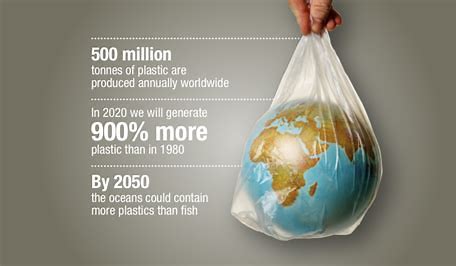 500 million
tonnes of plastic are
produced annually worldwide
In 2020 we will generate
900% more
plastic than in 1980
By 2050
the oceans could contain
more plastics than fish